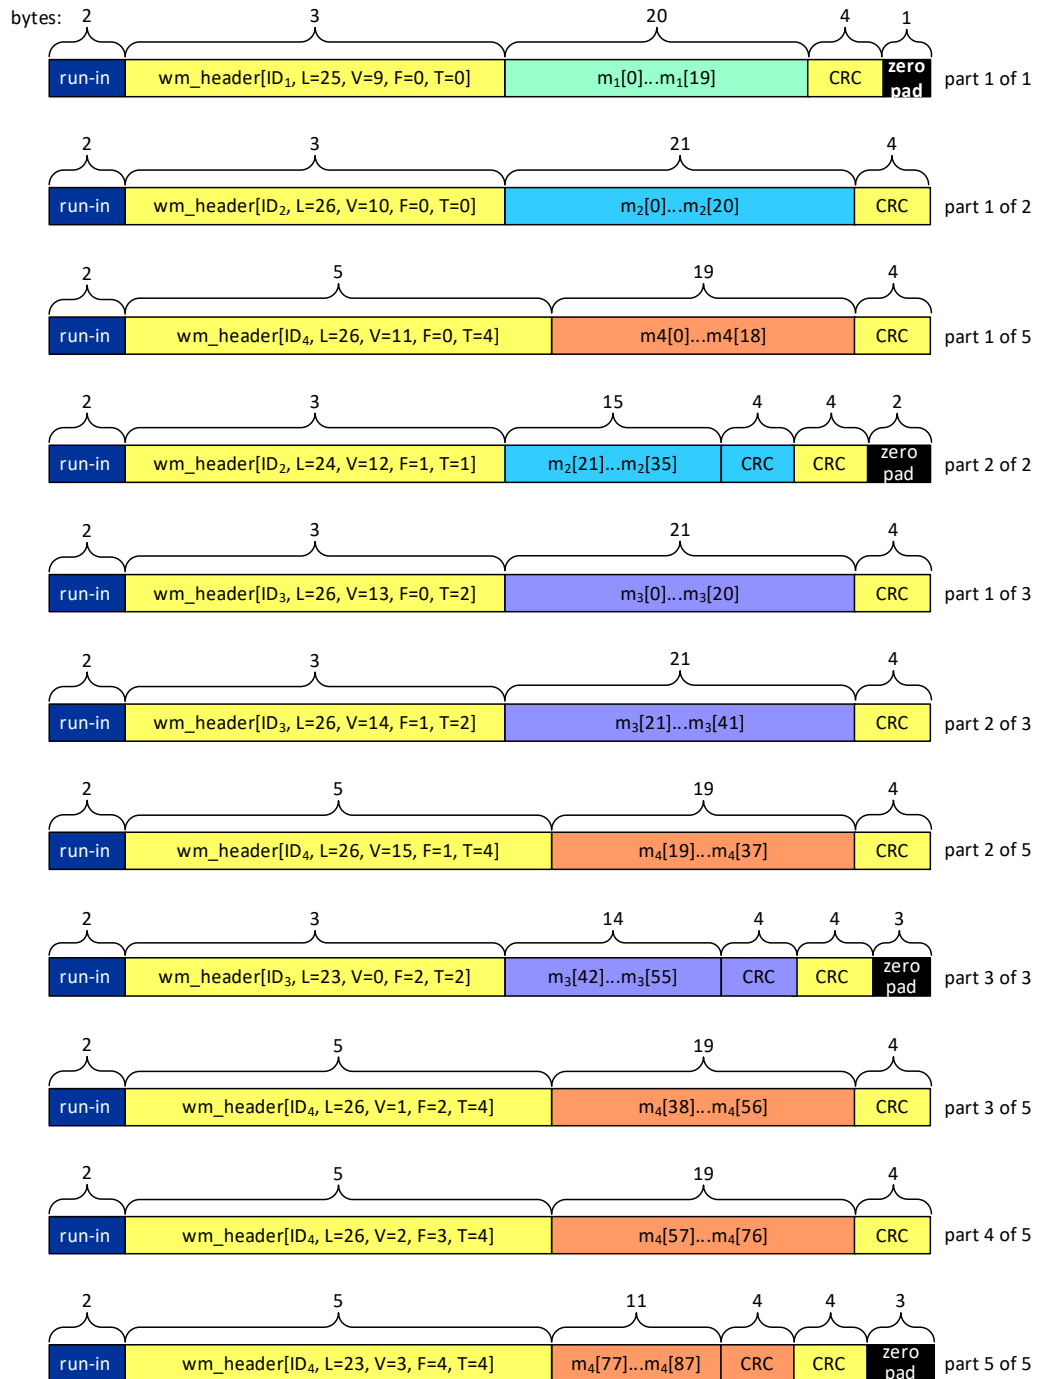 bytes: 2 3 20 4 1
run-in wm_header[ID₁, L=25, V=9, F=0, T=0] m₁[0]...m₁[19] CRC zero pad part 1 of 1
2 3 21 4
run-in wm_header[ID₂, L=26, V=10, F=0, T=0] m₂[0]...m₂[20] CRC part 1 of 2
2 5 19 4
run-in wm_header[ID₄, L=26, V=11, F=0, T=4] m4[0]...m4[18] CRC part 1 of 5
2 3 15 4 4 2
run-in wm_header[ID₂, L=24, V=12, F=1, T=1] m₂[21]...m₂[35] CRC CRC zero pad part 2 of 2
2 3 21 4
run-in wm_header[ID₃, L=26, V=13, F=0, T=2] m₃[0]...m₃[20] CRC part 1 of 3
2 3 21 4
run-in wm_header[ID₃, L=26, V=14, F=1, T=2] m₃[21]...m₃[41] CRC part 2 of 3
2 5 19 4
run-in wm_header[ID₄, L=26, V=15, F=1, T=4] m₄[19]...m₄[37] CRC part 2 of 5
2 3 14 4 4 3
run-in wm_header[ID₃, L=23, V=0, F=2, T=2] m₃[42]...m₃[55] CRC CRC zero pad part 3 of 3
2 5 19 4
run-in wm_header[ID₄, L=26, V=1, F=2, T=4] m₄[38]...m₄[56] CRC part 3 of 5
2 5 19 4
run-in wm_header[ID₄, L=26, V=2, F=3, T=4] m₄[57]...m₄[76] CRC part 4 of 5
2 5 11 4 4 3
run-in wm_header[ID₄, L=23, V=3, F=4, T=4] m₄[77]...m₄[87] CRC CRC zero pad part 5 of 5